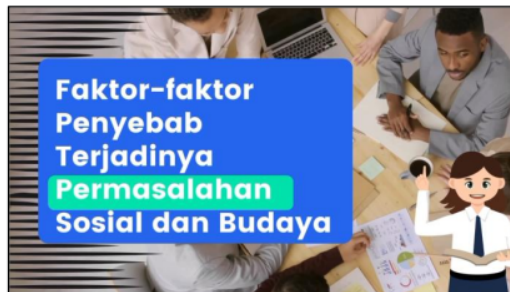 Faktor-faktor
Penyebab
Terjadinya
Permasalahan
Sosial dan Budaya